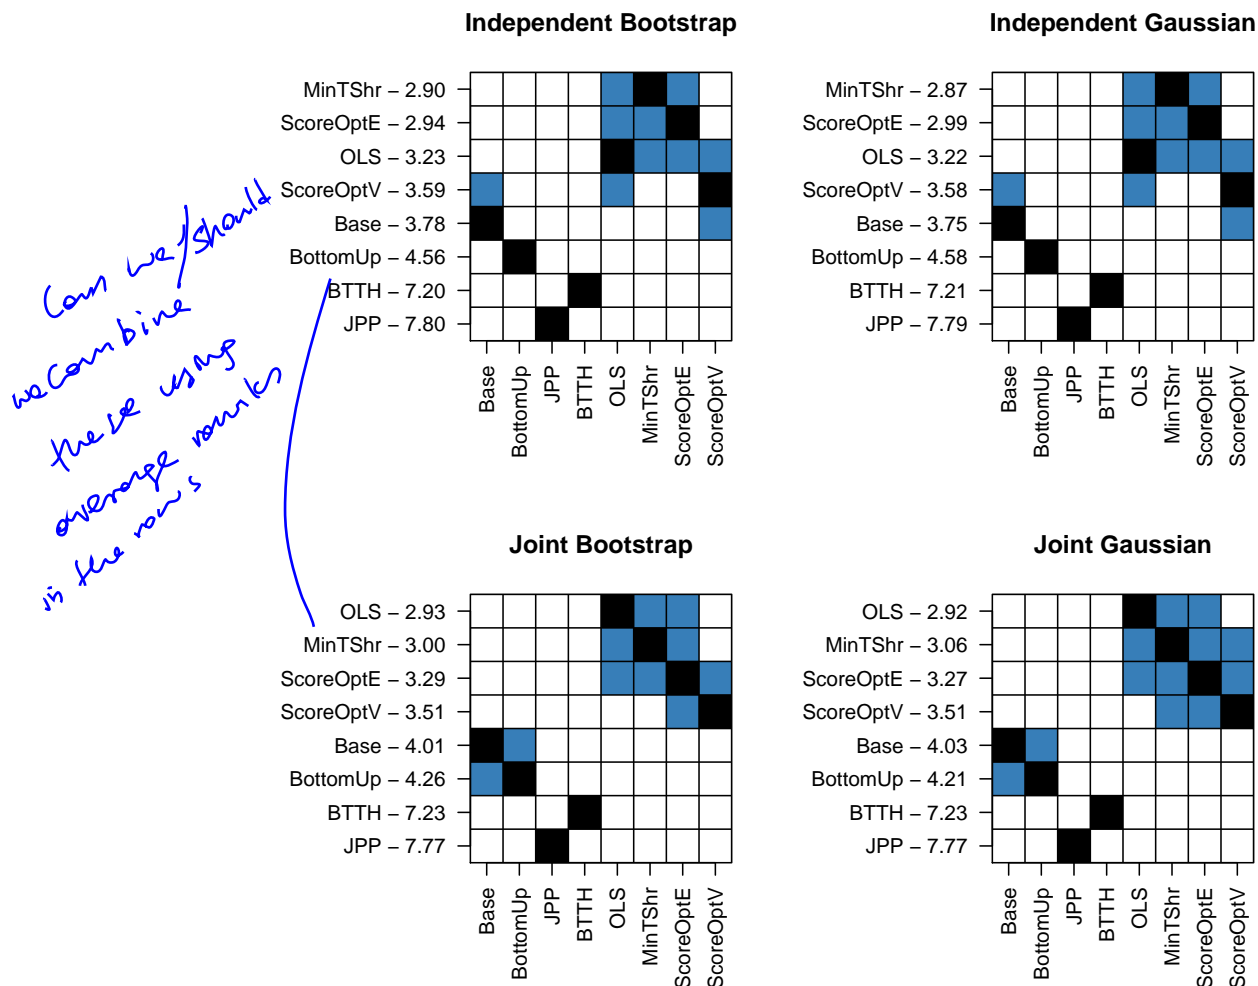 Independent Bootstrap
MinTShr − 2.90
ScoreOptE − 2.94
OLS − 3.23
ScoreOptV − 3.59
Base − 3.78
BottomUp − 4.56
BTTH − 7.20
JPP − 7.80
Base
BottomUp
JPP
BTTH
OLS
MinTShr
ScoreOptE
ScoreOptV
Independent Gaussian
MinTShr − 2.87
ScoreOptE − 2.99
OLS − 3.22
ScoreOptV − 3.58
Base − 3.75
BottomUp − 4.58
BTTH − 7.21
JPP − 7.79
Base
BottomUp
JPP
BTTH
OLS
MinTShr
ScoreOptE
ScoreOptV
Can we/should
we combine
these using
average ranks
in the rows
Joint Bootstrap
OLS − 2.93
MinTShr − 3.00
ScoreOptE − 3.29
ScoreOptV − 3.51
Base − 4.01
BottomUp − 4.26
BTTH − 7.23
JPP − 7.77
Base
BottomUp
JPP
BTTH
OLS
MinTShr
ScoreOptE
ScoreOptV
Joint Gaussian
OLS − 2.92
MinTShr − 3.06
ScoreOptE − 3.27
ScoreOptV − 3.51
Base − 4.03
BottomUp − 4.21
BTTH − 7.23
JPP − 7.77
Base
BottomUp
JPP
BTTH
OLS
MinTShr
ScoreOptE
ScoreOptV